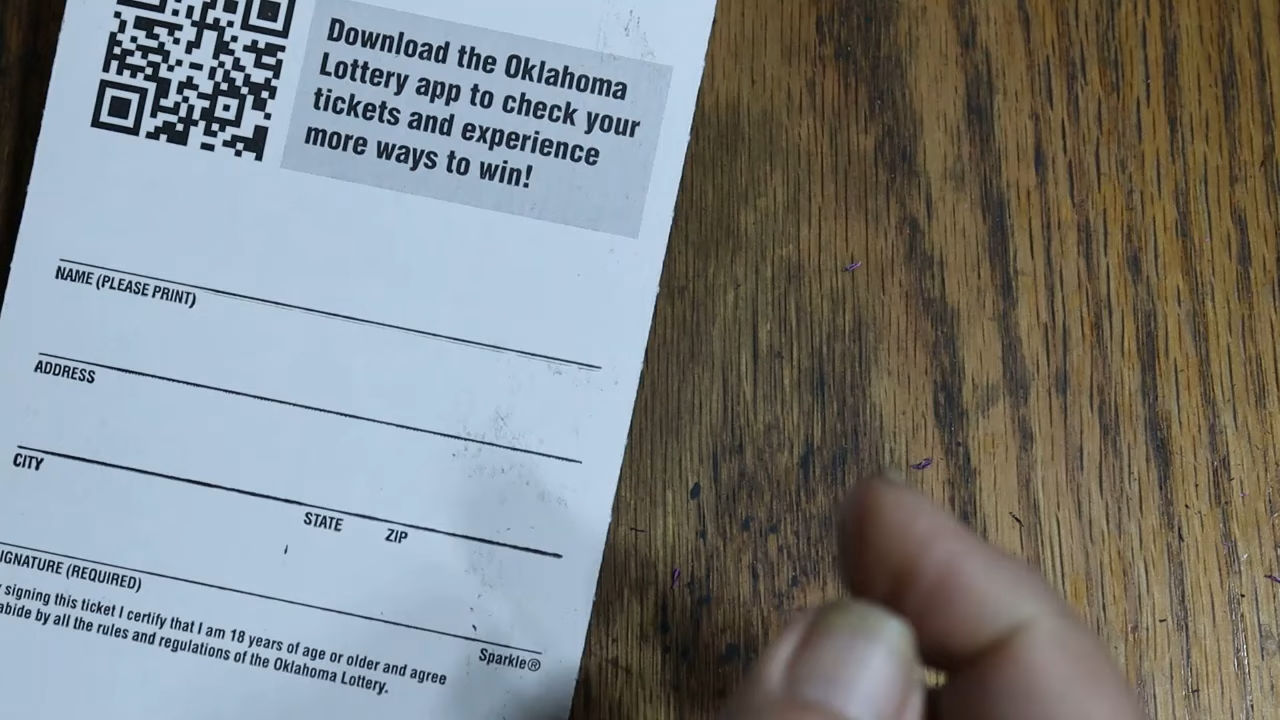 Download the Oklahoma
Lottery app to check your
tickets and experience
more ways to win!
NAME (PLEASE PRINT)
ADDRESS
CITY
STATE ZIP
IGNATURE (REQUIRED)
signing this ticket I certify that I am 18 years of age or older and agree
abide by all the rules and regulations of the Oklahoma Lottery.
Sparkle®